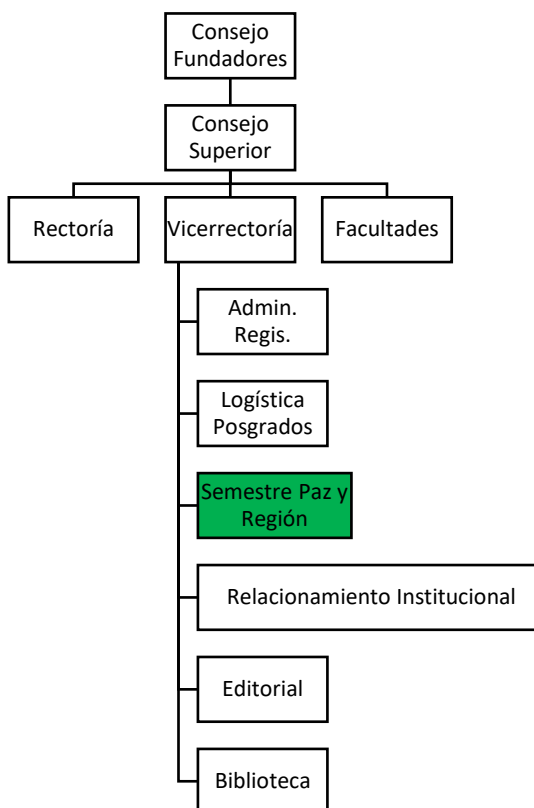 Consejo
Fundadores
Consejo
Superior
Rectoría
Vicerrectoría
Facultades
Admin.
Regis.
Logística
Posgrados
Semestre Paz y
Región
Relacionamiento Institucional
Editorial
Biblioteca